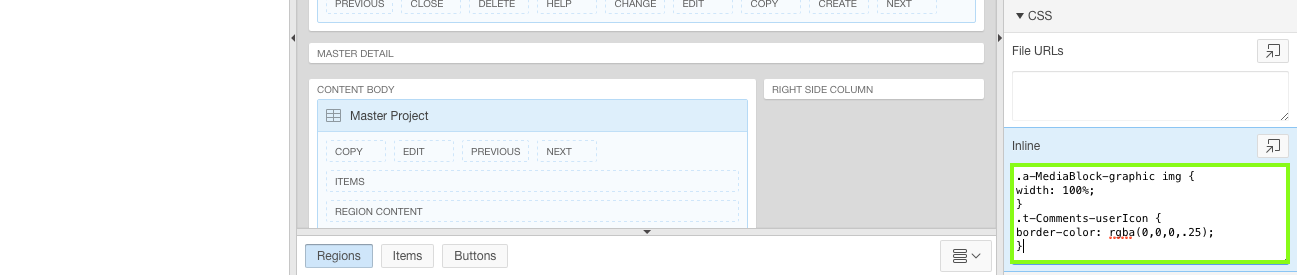 PREVIOUS CLOSE DELETE HELP CHANGE EDIT COPY CREATE NEXT
MASTER DETAIL
CONTENT BODY
Master Project
COPY EDIT PREVIOUS NEXT
ITEMS
REGION CONTENT
RIGHT SIDE COLUMN
Regions Items Buttons
CSS
File URLs
Inline
.a-MediaBlock-graphic img {
width: 100%;
}
.t-Comments-userIcon {
border-color: rgba(0,0,0,.25);
}